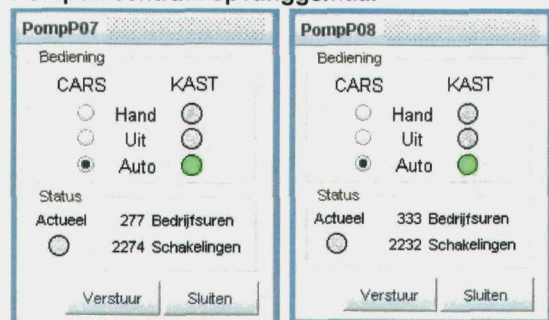 PompP07
Bediening
CARS KAST
Hand
Uit
Auto
Status
Actueel 277 Bedrijfsuren
2274 Schakelingen
Verstuur Sluiten
PompP08
Bediening
CARS KAST
Hand
Uit
Auto
Status
Actueel 333 Bedrijfsuren
2232 Schakelingen
Verstuur Sluiten